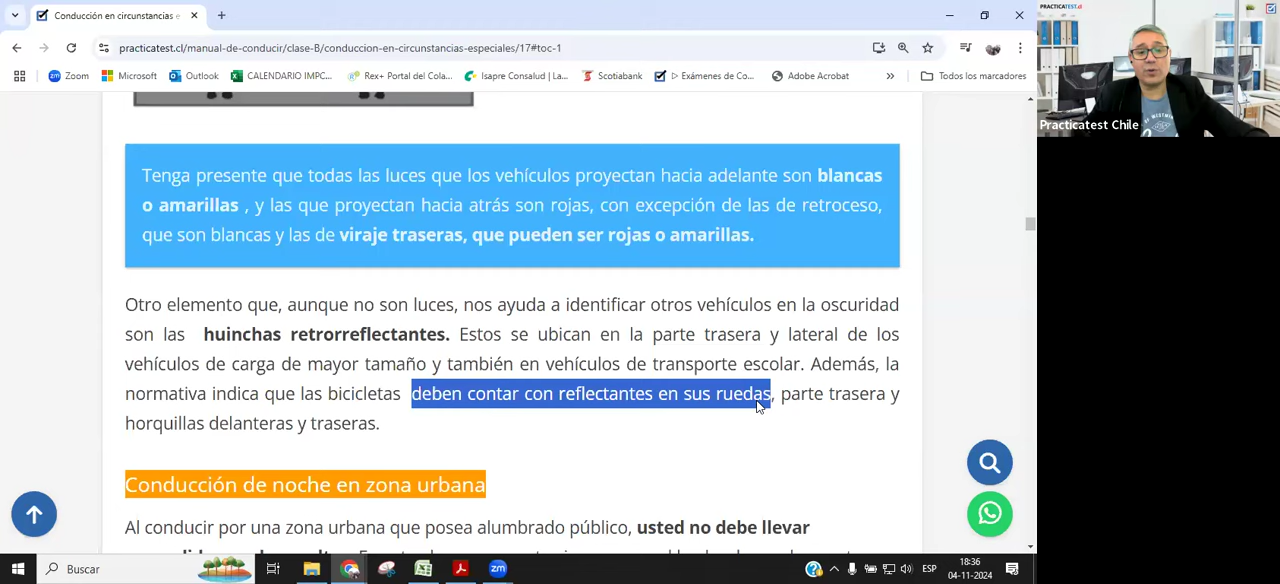 Conducción en circunstancias e
practicatest.cl/manual-de-conducir/clase-B/conduccion-en-circunstancias-especiales/17#toc-1
Zoom
Microsoft
Outlook
CALENDARIO IMPC...
Rex+ Portal del Cola...
Isapre Consalud | La...
Scotiabank
▷ Exámenes de Co...
Adobe Acrobat
»
Todos los marcadores
PRACTICATEST.cl
Practicatest Chile
Tenga presente que todas las luces que los vehículos proyectan hacia adelante son blancas
o amarillas , y las que proyectan hacia atrás son rojas, con excepción de las de retroceso,
que son blancas y las de viraje traseras, que pueden ser rojas o amarillas.
Otro elemento que, aunque no son luces, nos ayuda a identificar otros vehículos en la oscuridad
son las huinchas retrorreflectantes. Estos se ubican en la parte trasera y lateral de los
vehículos de carga de mayor tamaño y también en vehículos de transporte escolar. Además, la
normativa indica que las bicicletas deben contar con reflectantes en sus ruedas, parte trasera y
horquillas delanteras y traseras.
Conducción de noche en zona urbana
Al conducir por una zona urbana que posea alumbrado público, usted no debe llevar
Buscar
ESP
18:36
04-11-2024